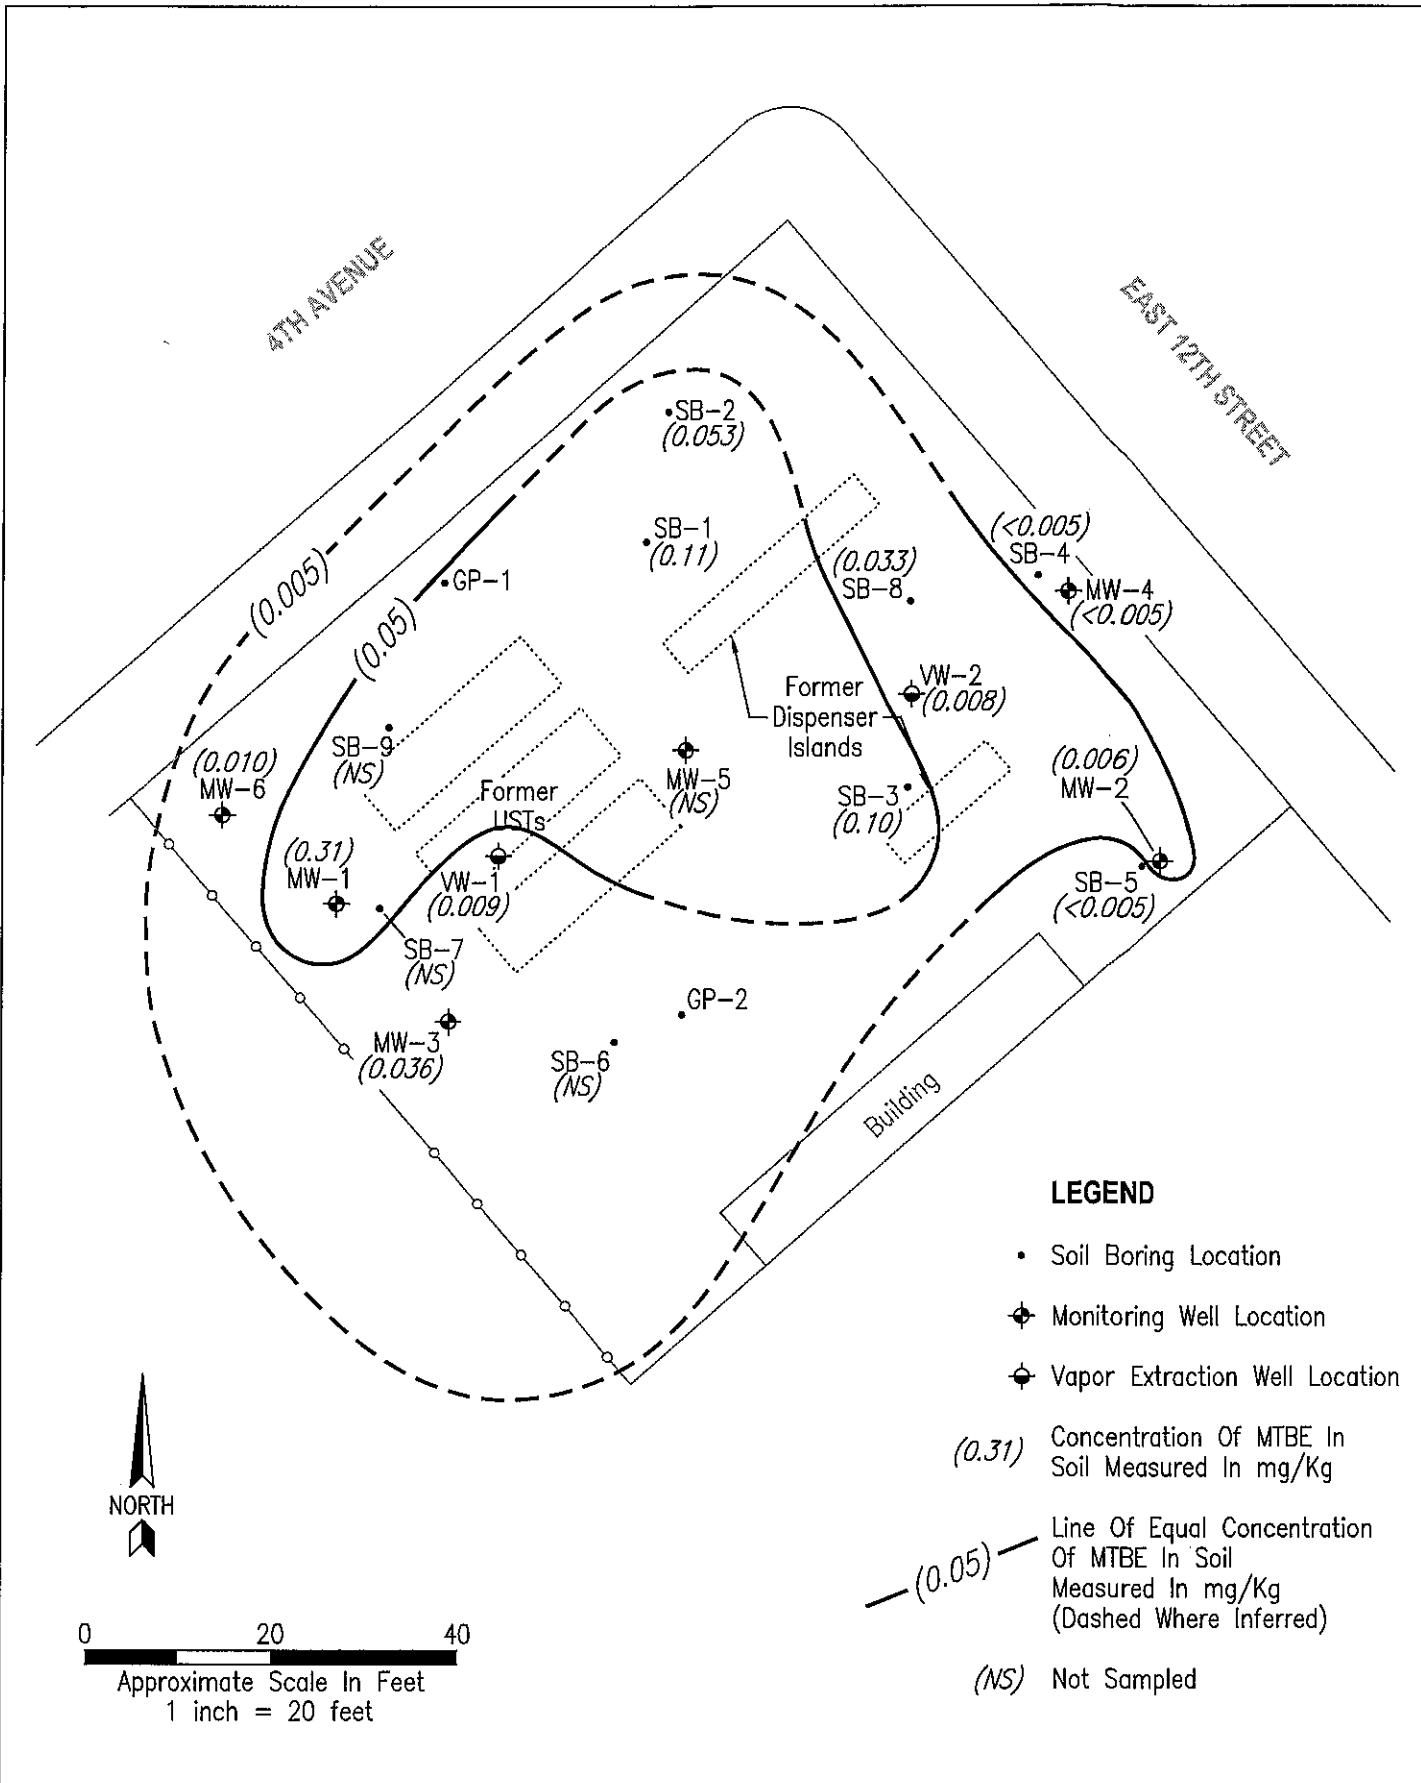 4TH AVENUE
EAST 12TH STREET
SB-2
(0.053)
SB-1
(0.11)
(<0.005)
SB-4
MW-4
(<0.005)
(0.033)
SB-8
(0.005)
GP-1
(0.05)
VW-2
(0.008)
Former
Dispenser
Islands
SB-9
(NS)
(0.010)
MW-6
MW-5
(NS)
(0.006)
MW-2
Former
USTs
SB-3
(0.10)
(0.31)
MW-1
VW-1
(0.009)
SB-5
(<0.005)
SB-7
(NS)
GP-2
MW-3
(0.036)
SB-6
(NS)
Building
LEGEND
Soil Boring Location
Monitoring Well Location
Vapor Extraction Well Location
(0.31) Concentration Of MTBE In
Soil Measured In mg/Kg
(0.05) Line Of Equal Concentration
Of MTBE In Soil
Measured In mg/Kg
(Dashed Where Inferred)
(NS) Not Sampled
NORTH
0 20 40
Approximate Scale In Feet
1 inch = 20 feet